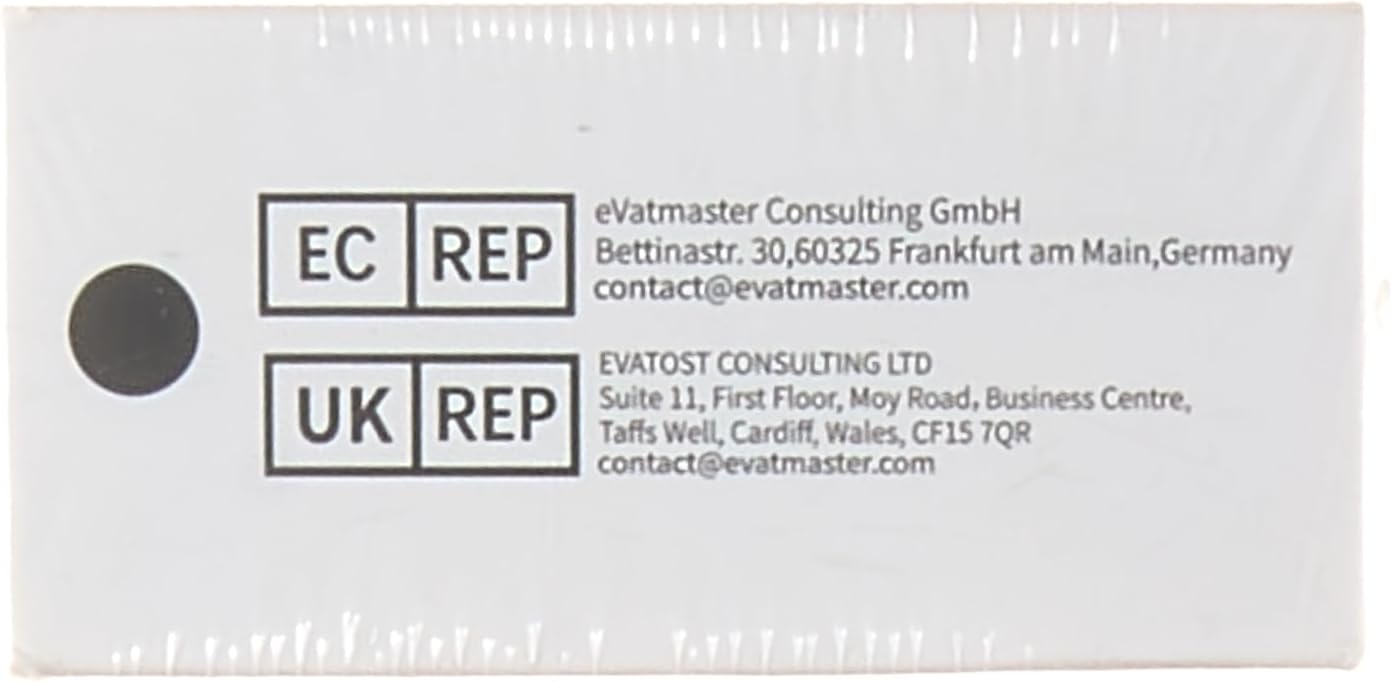 EC REP
eVatmaster Consulting GmbH
Bettinastr. 30,60325 Frankfurt am Main,Germany
contact@evatmaster.com
UK REP
EVATOST CONSULTING LTD
Suite 11, First Floor, Moy Road, Business Centre,
Taffs Well, Cardiff, Wales, CF15 7QR
contact@evatmaster.com